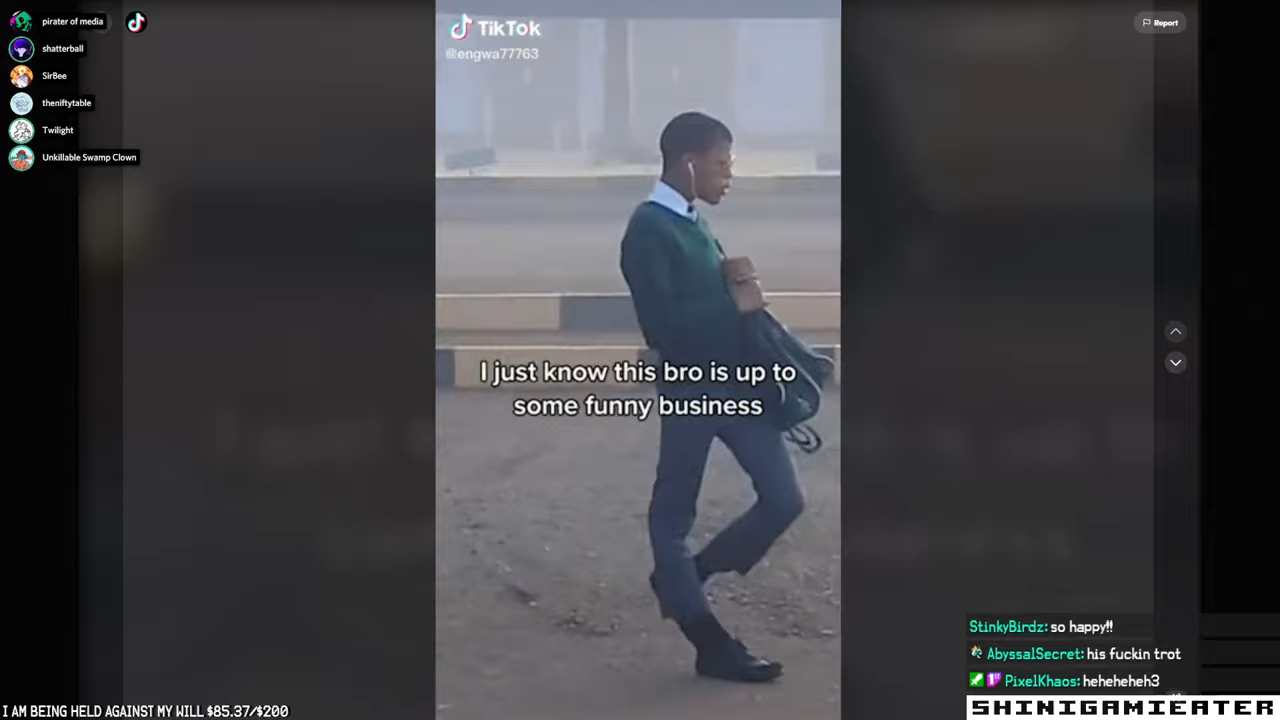 pirater of media
shatterball
SirBee
theniftytable
Twilight
Unkillable Swamp Clown
TikTok
@engwa77763
Report
I just know this bro is up to
some funny business
StinkyBirdz: so happy!!
AbyssalSecret: his fuckin trot
PixelKhaos: heheheheh3
I AM BEING HELD AGAINST MY WILL $85.37/$200
SHINIGAMIEATER